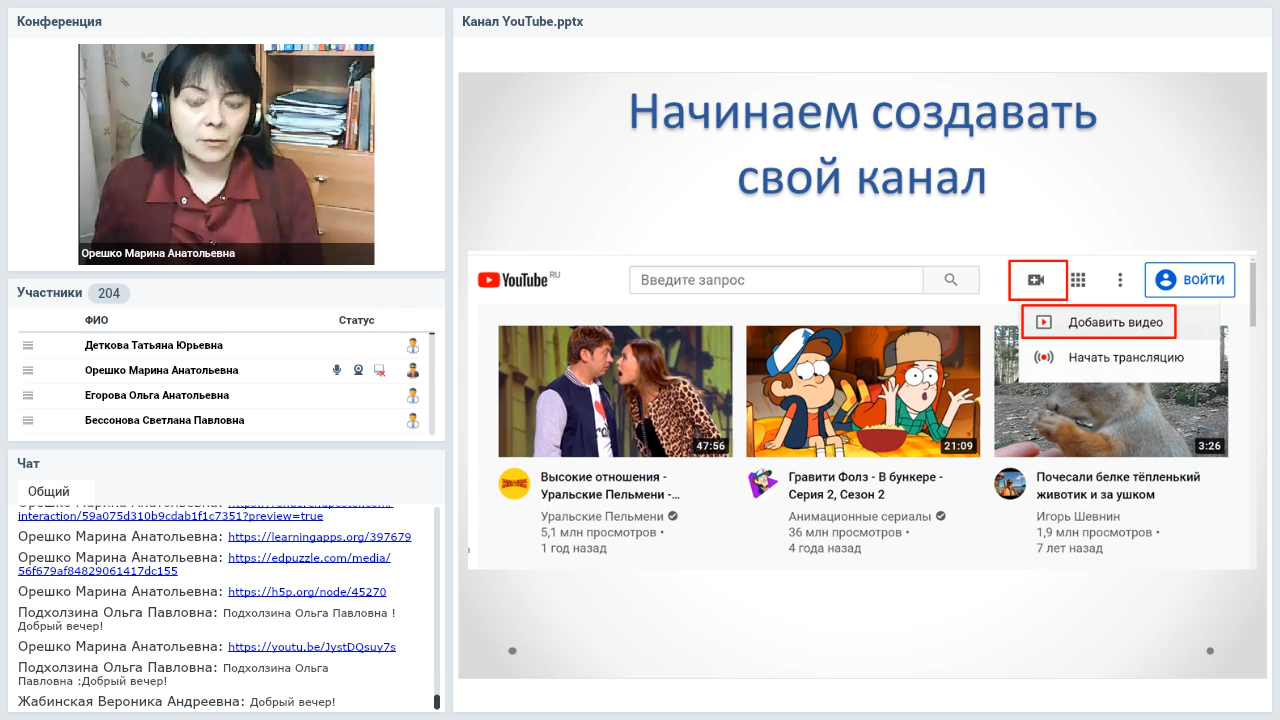 Конференция
Орешко Марина Анатольевна
Участники 204
ФИО Статус
Деткова Татьяна Юрьевна
Орешко Марина Анатольевна
Егорова Ольга Анатольевна
Бессонова Светлана Павловна
Чат
Общий
interaction/59a075d310b9cdab1f1c7351?preview=true
Орешко Марина Анатольевна: https://learningapps.org/397679
Орешко Марина Анатольевна: https://edpuzzle.com/media/
56f679af84829061417dc155
Орешко Марина Анатольевна: https://h5p.org/node/45270
Подхолзина Ольга Павловна: Подхолзина Ольга Павловна !
Добрый вечер!
Орешко Марина Анатольевна: https://youtu.be/JystDQsuy7s
Подхолзина Ольга Павловна: Подхолзина Ольга
Павловна :Добрый вечер!
Жабинская Вероника Андреевна: Добрый вечер!
Канал YouTube.pptx
Начинаем создавать
свой канал
YouTube RU
Введите запрос
ВОЙТИ
Добавить видео
Начать трансляцию
47:56
21:09
3:26
Высокие отношения -
Уральские Пельмени -...
Уральские Пельмени
5,1 млн просмотров •
1 год назад
Гравити Фолз - В бункере -
Серия 2, Сезон 2
Анимационные сериалы
36 млн просмотров •
4 года назад
Почесали белке тёпленький
животик и за ушком
Игорь Шевнин
1,9 млн просмотров •
7 лет назад